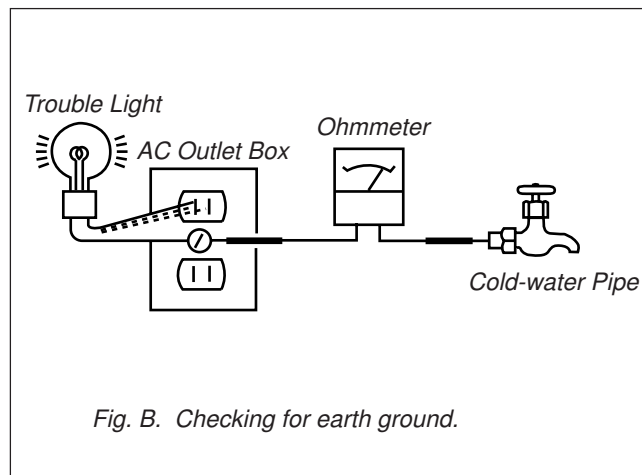 Trouble Light
AC Outlet Box
Ohmmeter
Cold-water Pipe
Fig. B. Checking for earth ground.